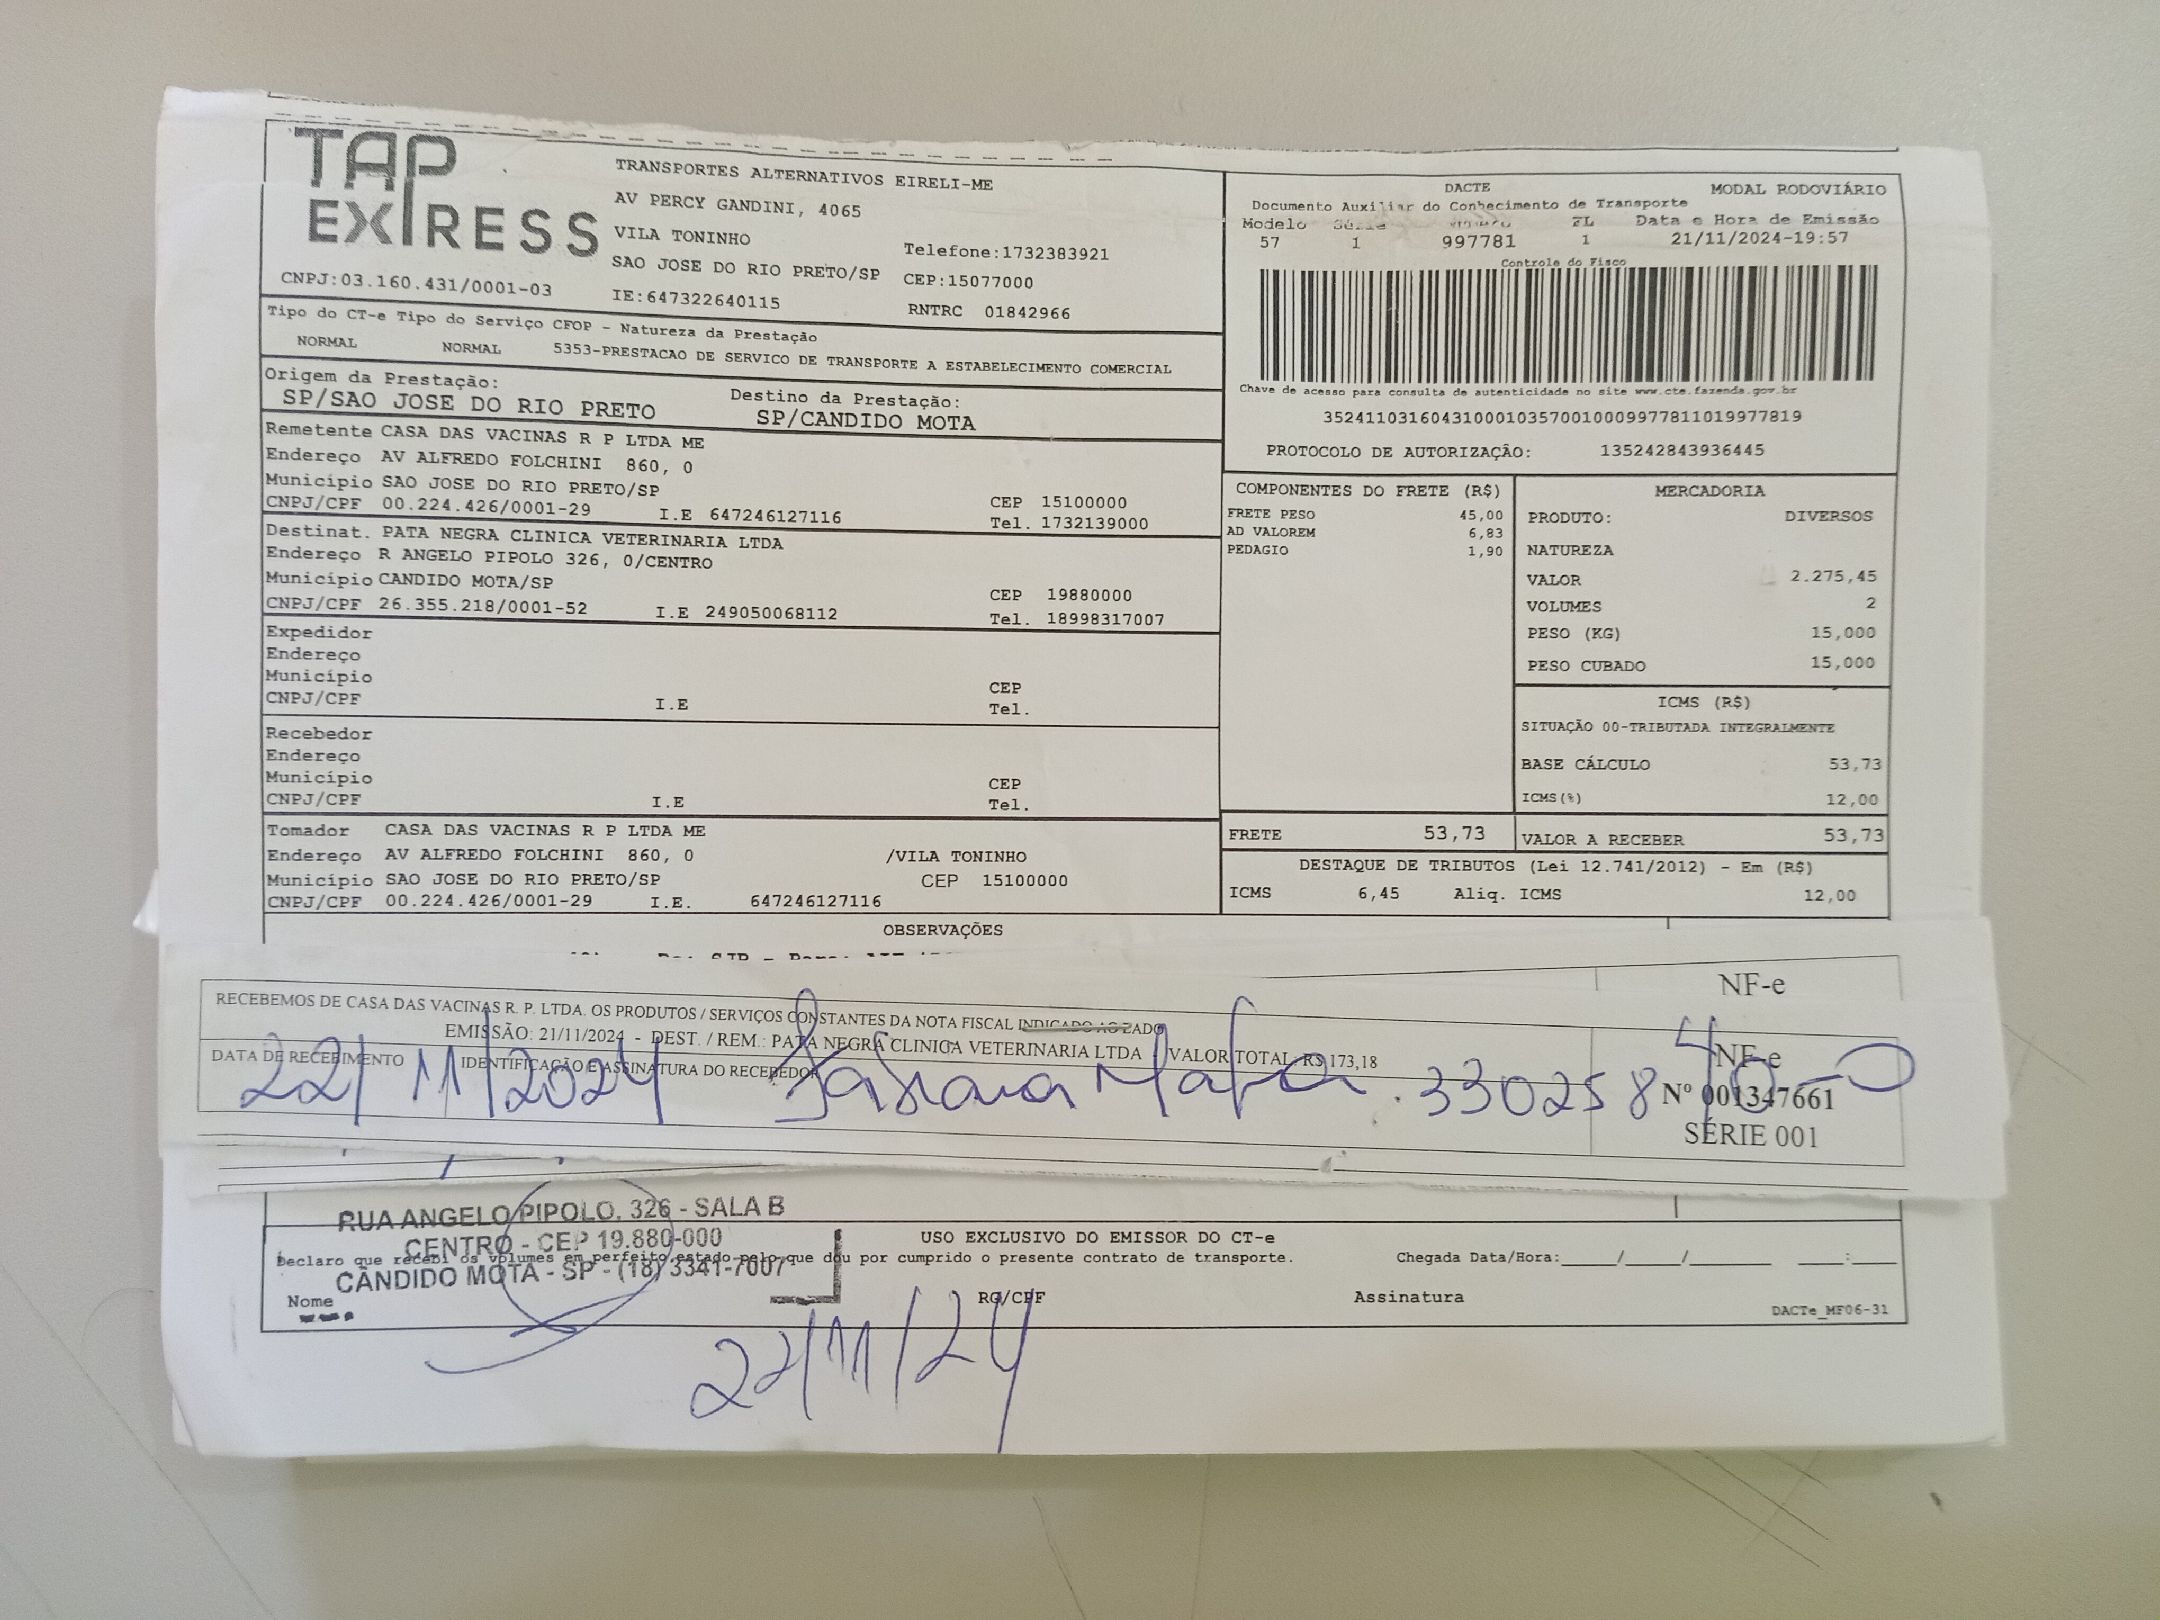 TAP
EXPRESS
TRANSPORTES ALTERNATIVOS EIRELI-ME
AV PERCY GANDINI, 4065
VILA TONINHO
Telefone:1732383921
SAO JOSE DO RIO PRETO/SP CEP:15077000
CNPJ:03.160.431/0001-03 IE:647322640115 RNTRC 01842966
DACTE MODAL RODOVIÁRIO
Documento Auxiliar do Conhecimento de Transporte
Modelo Série Número FL Data e Hora de Emissão
57 1 997781 1 21/11/2024-19:57
Controle do Fisco
Chave de acesso para consulta de autenticidade no site www.cte.fazenda.gov.br
35241103160431000103570010009977811019977819
PROTOCOLO DE AUTORIZAÇÃO: 135242843936445
Tipo do CT-e Tipo do Serviço CFOP - Natureza da Prestação
NORMAL NORMAL 5353-PRESTACAO DE SERVICO DE TRANSPORTE A ESTABELECIMENTO COMERCIAL
Origem da Prestação: Destino da Prestação:
SP/SAO JOSE DO RIO PRETO SP/CANDIDO MOTA
Remetente CASA DAS VACINAS R P LTDA ME
Endereço AV ALFREDO FOLCHINI 860, 0
Município SAO JOSE DO RIO PRETO/SP CEP 15100000
CNPJ/CPF 00.224.426/0001-29 I.E 647246127116 Tel. 1732139000
Destinat. PATA NEGRA CLINICA VETERINARIA LTDA
Endereço R ANGELO PIPOLO 326, 0/CENTRO
Município CANDIDO MOTA/SP CEP 19880000
CNPJ/CPF 26.355.218/0001-52 I.E 249050068112 Tel. 18998317007
Expedidor
Endereço
Município CEP
CNPJ/CPF I.E Tel.
Recebedor
Endereço
Município CEP
CNPJ/CPF I.E Tel.
Tomador CASA DAS VACINAS R P LTDA ME
Endereço AV ALFREDO FOLCHINI 860, 0 /VILA TONINHO
Município SAO JOSE DO RIO PRETO/SP CEP 15100000
CNPJ/CPF 00.224.426/0001-29 I.E. 647246127116
COMPONENTES DO FRETE (R$)
FRETE PESO 45,00
AD VALOREM 6,83
PEDAGIO 1,90
MERCADORIA
PRODUTO: DIVERSOS
NATUREZA
VALOR 2.275,45
VOLUMES 2
PESO (KG) 15,000
PESO CUBADO 15,000
ICMS (R$)
SITUAÇÃO 00-TRIBUTADA INTEGRALMENTE
BASE CÁLCULO 53,73
ICMS(%) 12,00
FRETE 53,73 VALOR A RECEBER 53,73
DESTAQUE DE TRIBUTOS (Lei 12.741/2012) - Em (R$)
ICMS 6,45 Aliq. ICMS 12,00
OBSERVAÇÕES
NF-e
RECEBEMOS DE CASA DAS VACINAS R. P. LTDA. OS PRODUTOS / SERVIÇOS CONSTANTES DA NOTA FISCAL INDICADO AO LADO
EMISSÃO: 21/11/2024 - DEST. / REM.: PATA NEGRA CLINICA VETERINARIA LTDA - VALOR TOTAL: R$ 173,18
DATA DE RECEBIMENTO IDENTIFICAÇÃO E ASSINATURA DO RECEBEDOR
22/11/2024
NF-e
Nº 001347661
SÉRIE 001
RUA ANGELO PIPOLO, 326 - SALA B
CENTRO - CEP 19.880-000
CÂNDIDO MOTA - SP - (18) 3341-7007
USO EXCLUSIVO DO EMISSOR DO CT-e
Declaro que recebi os volumes em perfeito estado pelo que dou por cumprido o presente contrato de transporte. Chegada Data/Hora:
Nome RG/CPF Assinatura
DACTe_MF06-31
22/11/24